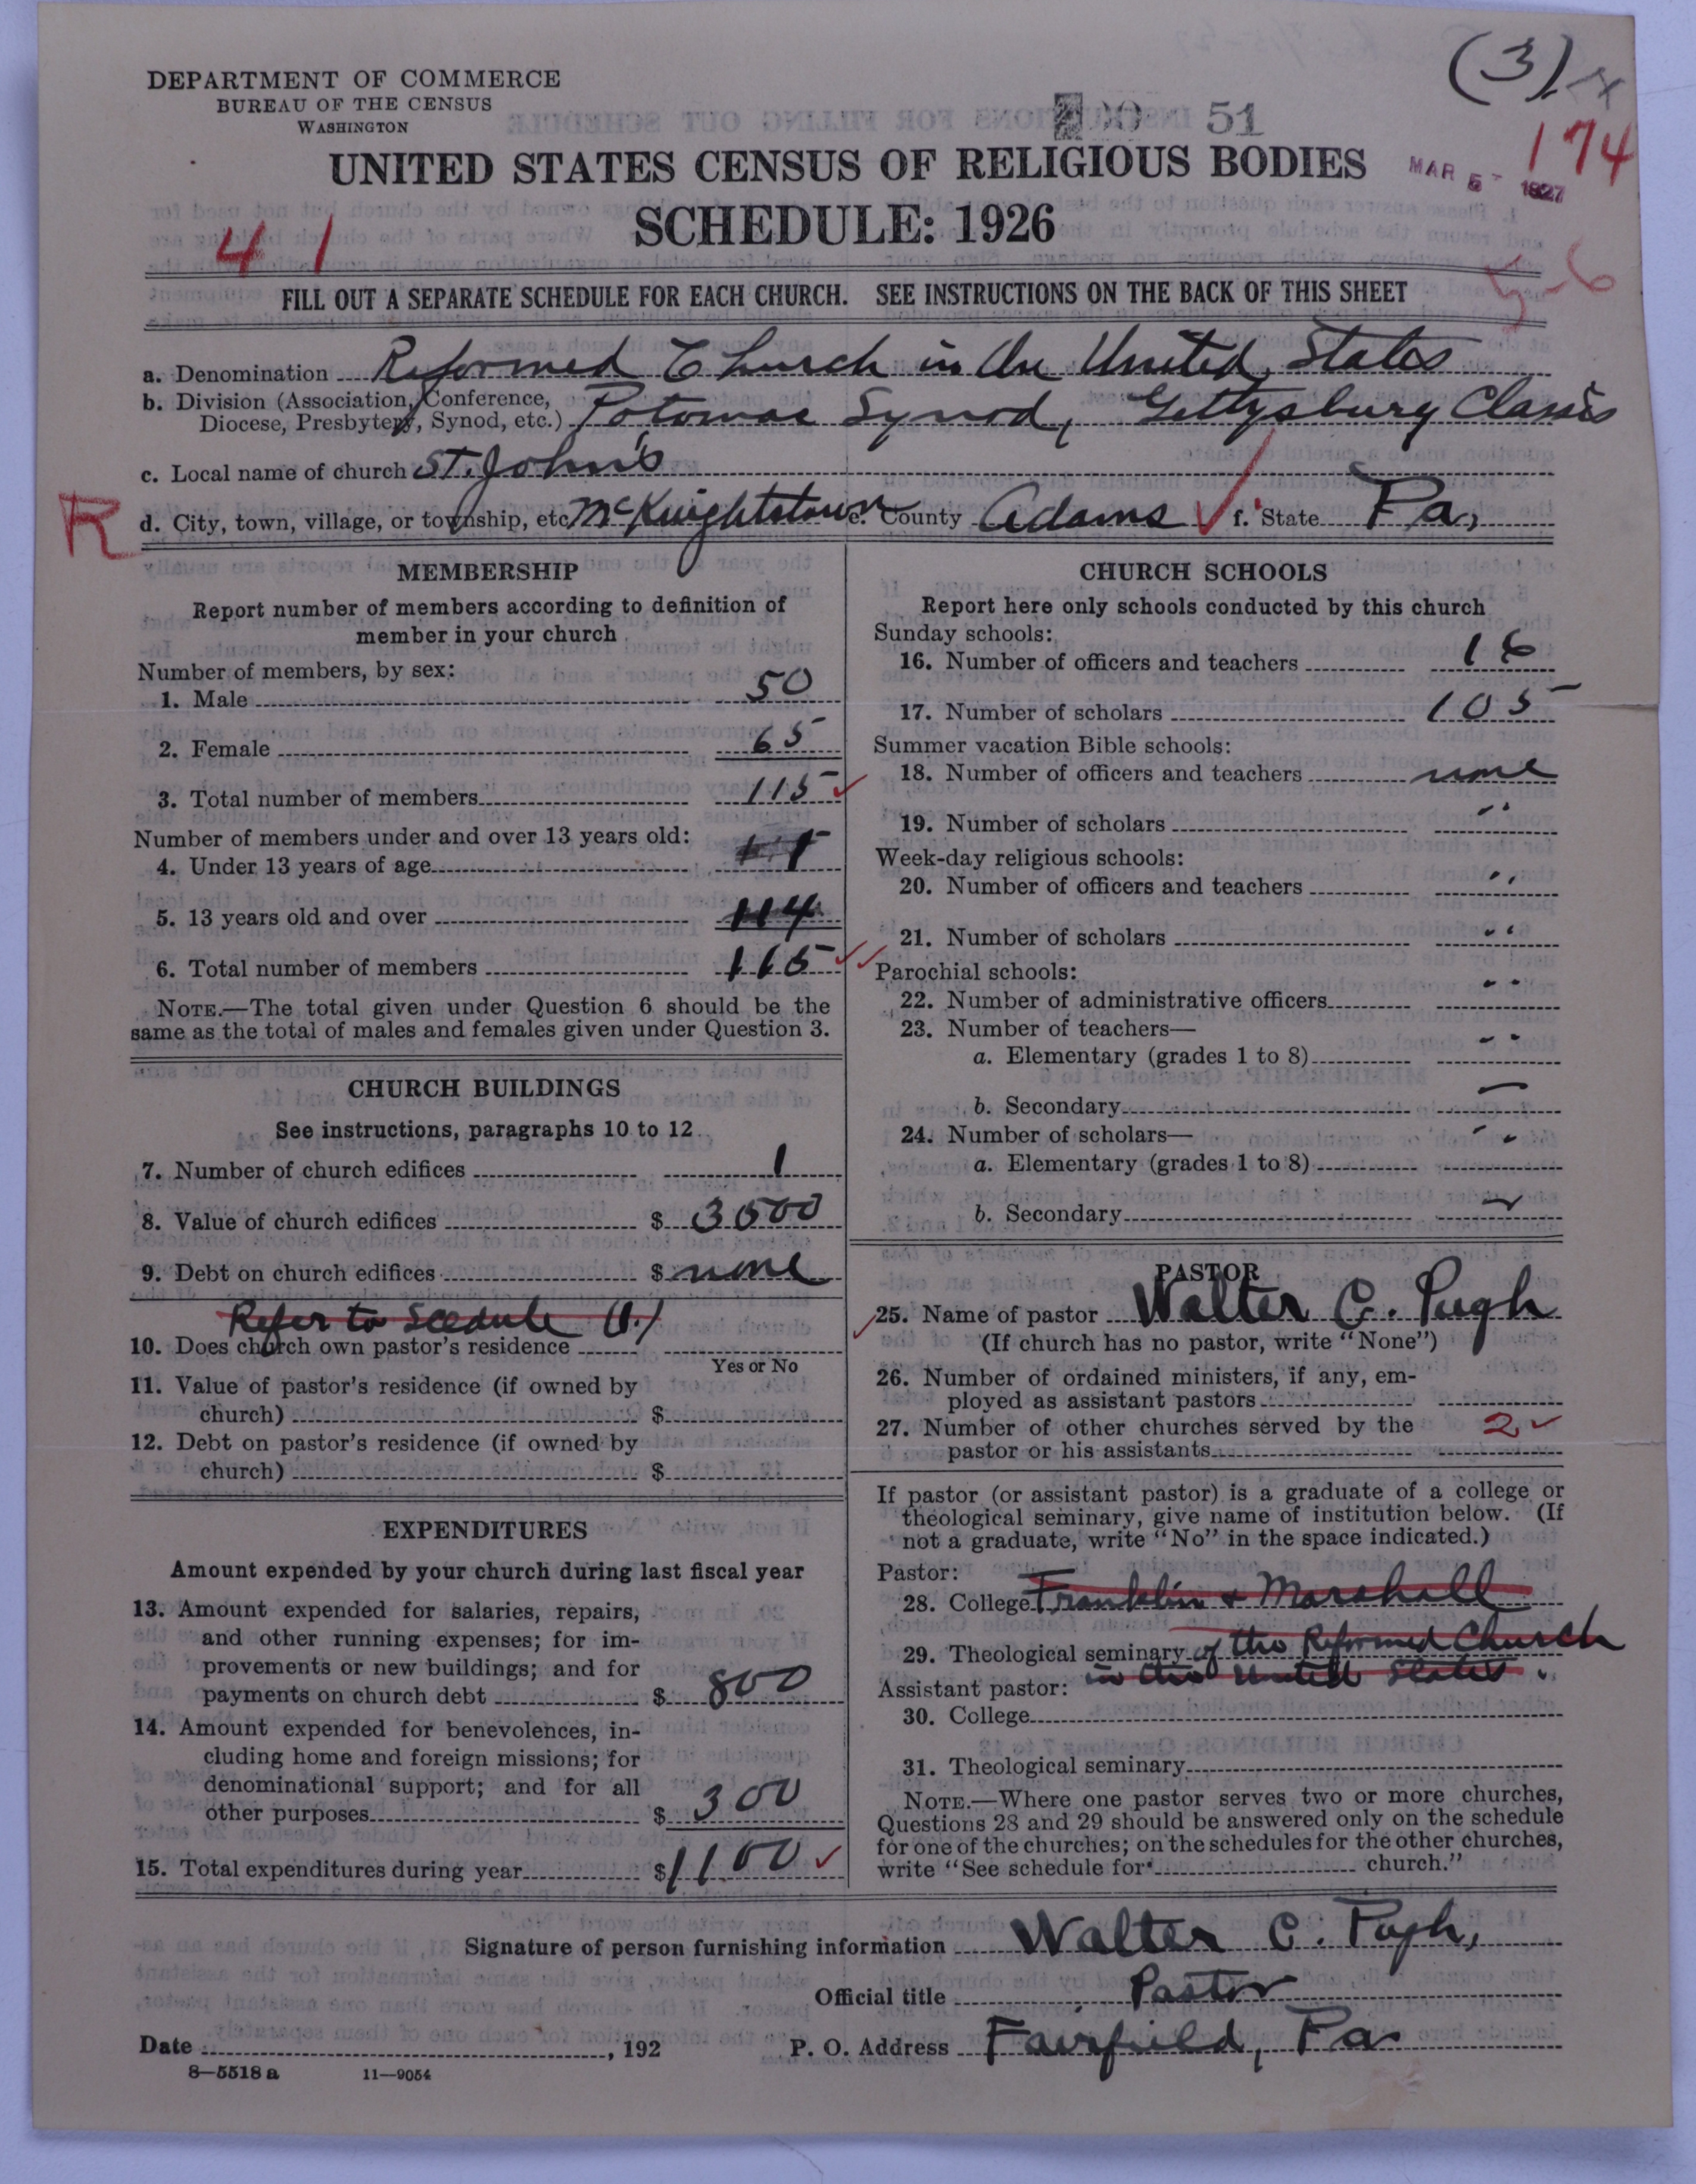 (3)
DEPARTMENT OF COMMERCE
BUREAU OF THE CENSUS
WASHINGTON
51
174
UNITED STATES CENSUS OF RELIGIOUS BODIES
MAR 5 - 1927
SCHEDULE: 1926
41
5-6
FILL OUT A SEPARATE SCHEDULE FOR EACH CHURCH. SEE INSTRUCTIONS ON THE BACK OF THIS SHEET
a. Denomination Reformed Church in the United States
b. Division (Association, Conference, Diocese, Presbytery, Synod, etc.) Potomac Synod, Gettysburg Classis
c. Local name of church St. John's
R
d. City, town, village, or township, etc. McKnightstown e. County Adams f. State Pa,
MEMBERSHIP
Report number of members according to definition of
member in your church
Number of members, by sex:
1. Male 50
2. Female 65
3. Total number of members 115
Number of members under and over 13 years old:
4. Under 13 years of age 1
5. 13 years old and over 114
6. Total number of members 115
NOTE.—The total given under Question 6 should be the
same as the total of males and females given under Question 3.
CHURCH BUILDINGS
See instructions, paragraphs 10 to 12
7. Number of church edifices 1
8. Value of church edifices $ 3500
9. Debt on church edifices $ none
Refer to Scedule (1.)
10. Does church own pastor's residence
Yes or No
11. Value of pastor's residence (if owned by
church) $
12. Debt on pastor's residence (if owned by
church) $
EXPENDITURES
Amount expended by your church during last fiscal year
13. Amount expended for salaries, repairs,
and other running expenses; for im-
provements or new buildings; and for
payments on church debt $ 800
14. Amount expended for benevolences, in-
cluding home and foreign missions; for
denominational support; and for all
other purposes $ 300
15. Total expenditures during year $ 1100
CHURCH SCHOOLS
Report here only schools conducted by this church
Sunday schools:
16. Number of officers and teachers 16
17. Number of scholars 105
Summer vacation Bible schools:
18. Number of officers and teachers none
19. Number of scholars "
Week-day religious schools:
20. Number of officers and teachers "
21. Number of scholars "
Parochial schools:
22. Number of administrative officers "
23. Number of teachers—
a. Elementary (grades 1 to 8) "
b. Secondary —
24. Number of scholars—
a. Elementary (grades 1 to 8) "
b. Secondary
PASTOR
25. Name of pastor Walter C. Pugh
(If church has no pastor, write "None")
26. Number of ordained ministers, if any, em-
ployed as assistant pastors
27. Number of other churches served by the
pastor or his assistants 2
If pastor (or assistant pastor) is a graduate of a college or
theological seminary, give name of institution below. (If
not a graduate, write "No" in the space indicated.)
Pastor:
28. College Franklin & Marshall
29. Theological seminary of the Reformed Church
in the United States.
Assistant pastor:
30. College
31. Theological seminary
NOTE.—Where one pastor serves two or more churches,
Questions 28 and 29 should be answered only on the schedule
for one of the churches; on the schedules for the other churches,
write "See schedule for church."
Signature of person furnishing information Walter C. Pugh,
Official title Pastor
Date , 192 P. O. Address Fairfield, Pa
8—5518 a 11—9054